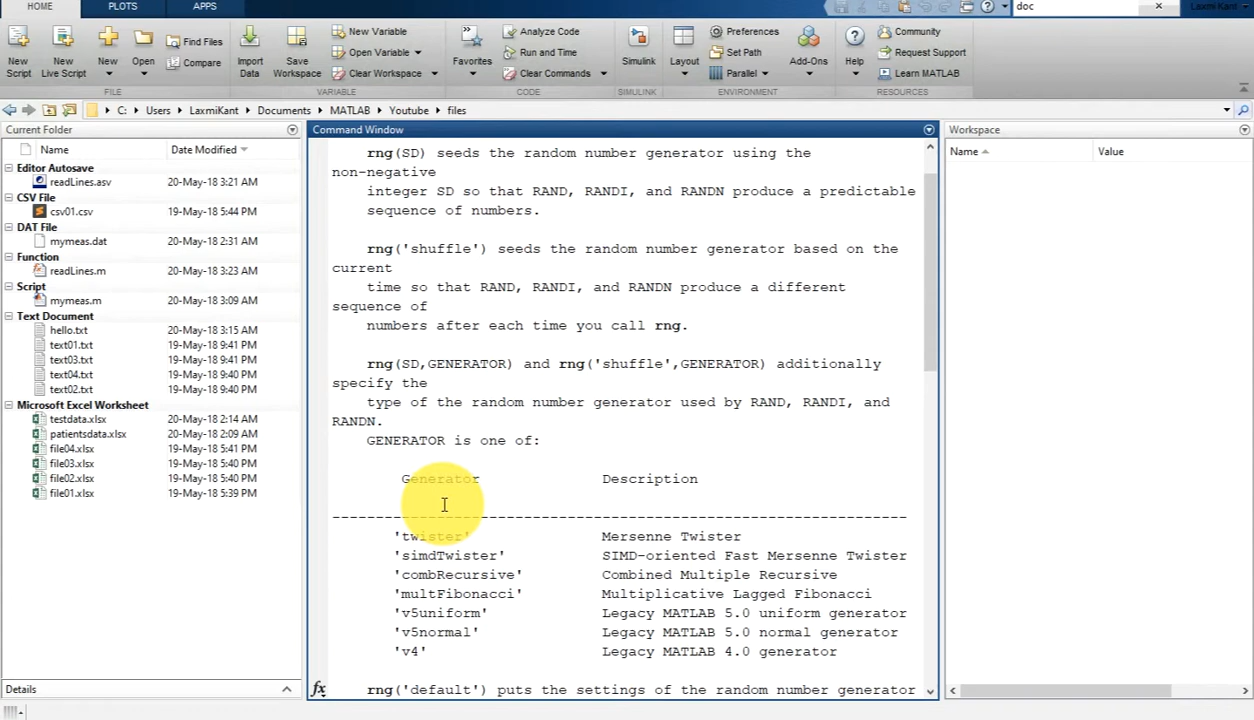 HOME PLOTS APPS
doc
Laxmi Kant
New Script
New Live Script
New
Open
Find Files
Compare
Import Data
Save Workspace
New Variable
Open Variable
Clear Workspace
Favorites
Analyze Code
Run and Time
Clear Commands
Simulink
Layout
Preferences
Set Path
Parallel
Add-Ons
Help
Community
Request Support
Learn MATLAB
FILE VARIABLE CODE SIMULINK ENVIRONMENT RESOURCES
C: Users LaxmiKant Documents MATLAB Youtube files
Current Folder
Name Date Modified
Editor Autosave
readLines.asv 20-May-18 3:21 AM
CSV File
csv01.csv 19-May-18 5:44 PM
DAT File
mymeas.dat 20-May-18 2:31 AM
Function
readLines.m 20-May-18 3:23 AM
Script
mymeas.m 20-May-18 3:09 AM
Text Document
hello.txt 20-May-18 3:15 AM
text01.txt 19-May-18 9:41 PM
text03.txt 19-May-18 9:41 PM
text04.txt 19-May-18 9:40 PM
text02.txt 19-May-18 9:40 PM
Microsoft Excel Worksheet
testdata.xlsx 20-May-18 2:14 AM
patientsdata.xlsx 20-May-18 2:09 AM
file04.xlsx 19-May-18 5:41 PM
file03.xlsx 19-May-18 5:40 PM
file02.xlsx 19-May-18 5:40 PM
file01.xlsx 19-May-18 5:39 PM
Details
Command Window
rng(SD) seeds the random number generator using the
non-negative
integer SD so that RAND, RANDI, and RANDN produce a predictable
sequence of numbers.
rng('shuffle') seeds the random number generator based on the
current
time so that RAND, RANDI, and RANDN produce a different
sequence of
numbers after each time you call rng.
rng(SD,GENERATOR) and rng('shuffle',GENERATOR) additionally
specify the
type of the random number generator used by RAND, RANDI, and
RANDN.
GENERATOR is one of:
Generator Description
------------------------------------------------------------------
'twister' Mersenne Twister
'simdTwister' SIMD-oriented Fast Mersenne Twister
'combRecursive' Combined Multiple Recursive
'multFibonacci' Multiplicative Lagged Fibonacci
'v5uniform' Legacy MATLAB 5.0 uniform generator
'v5normal' Legacy MATLAB 5.0 normal generator
'v4' Legacy MATLAB 4.0 generator
fx rng('default') puts the settings of the random number generator
Workspace
Name Value